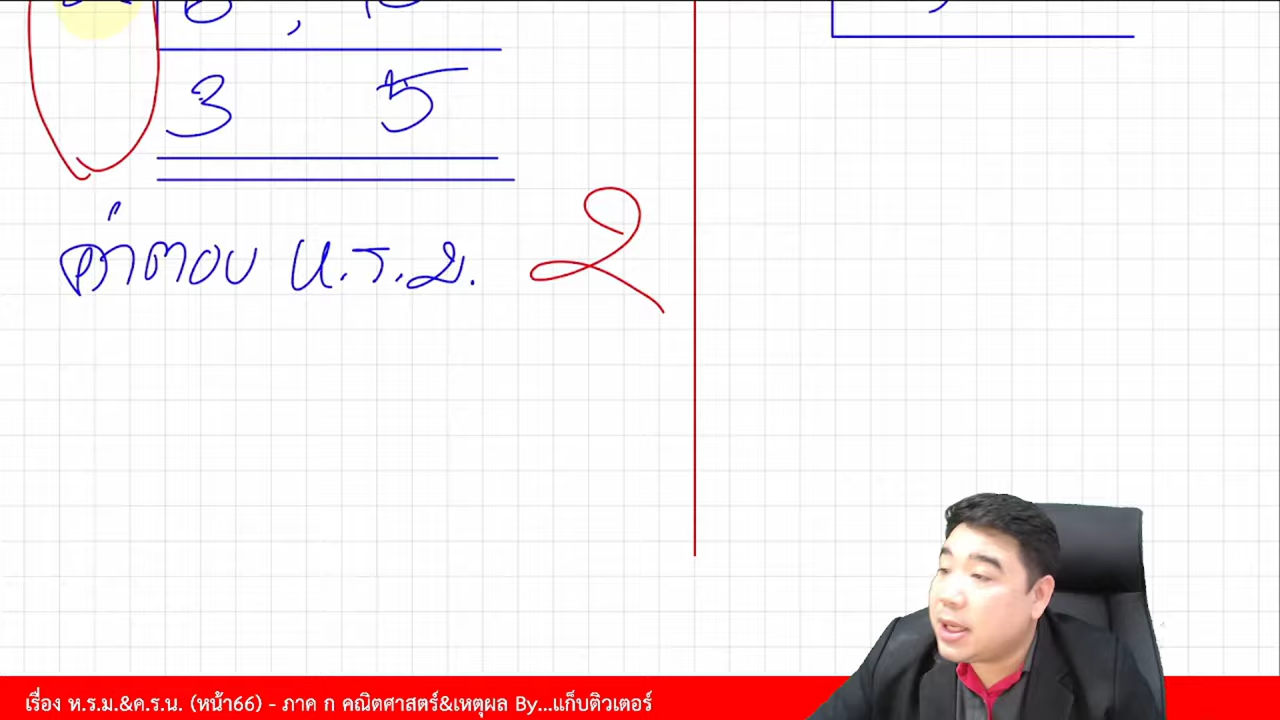 3 5
คำตอบ ห.ร.ม. 2
เรื่อง ห.ร.ม.&ค.ร.น. (หน้า66) - ภาค ก คณิตศาสตร์&เหตุผล By...แก็บติวเตอร์